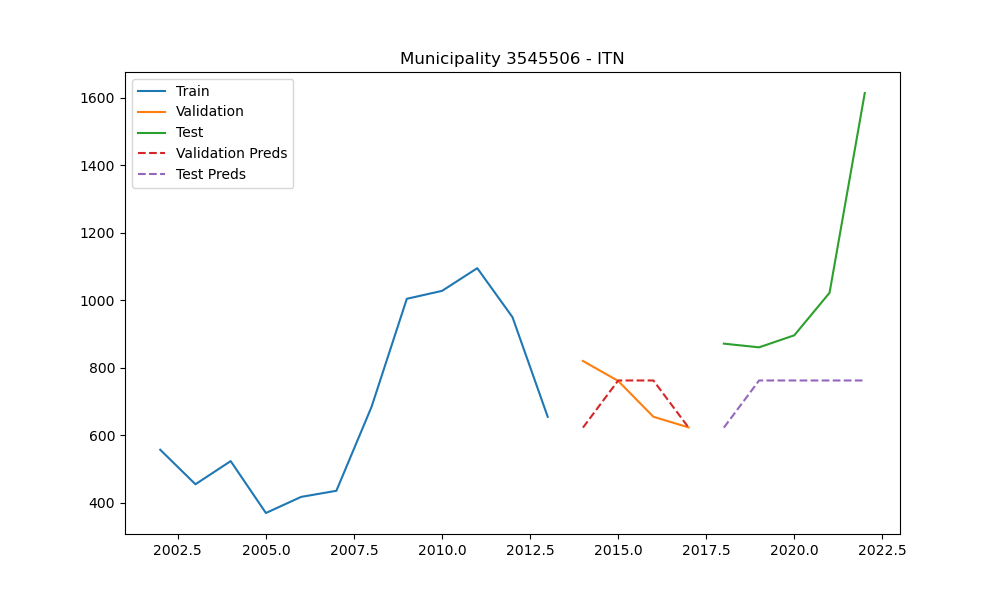 Municipality 3545506 - ITN
Train
Validation
Test
Validation Preds
Test Preds
1600
1400
1200
1000
800
600
400
2002.5 2005.0 2007.5 2010.0 2012.5 2015.0 2017.5 2020.0 2022.5